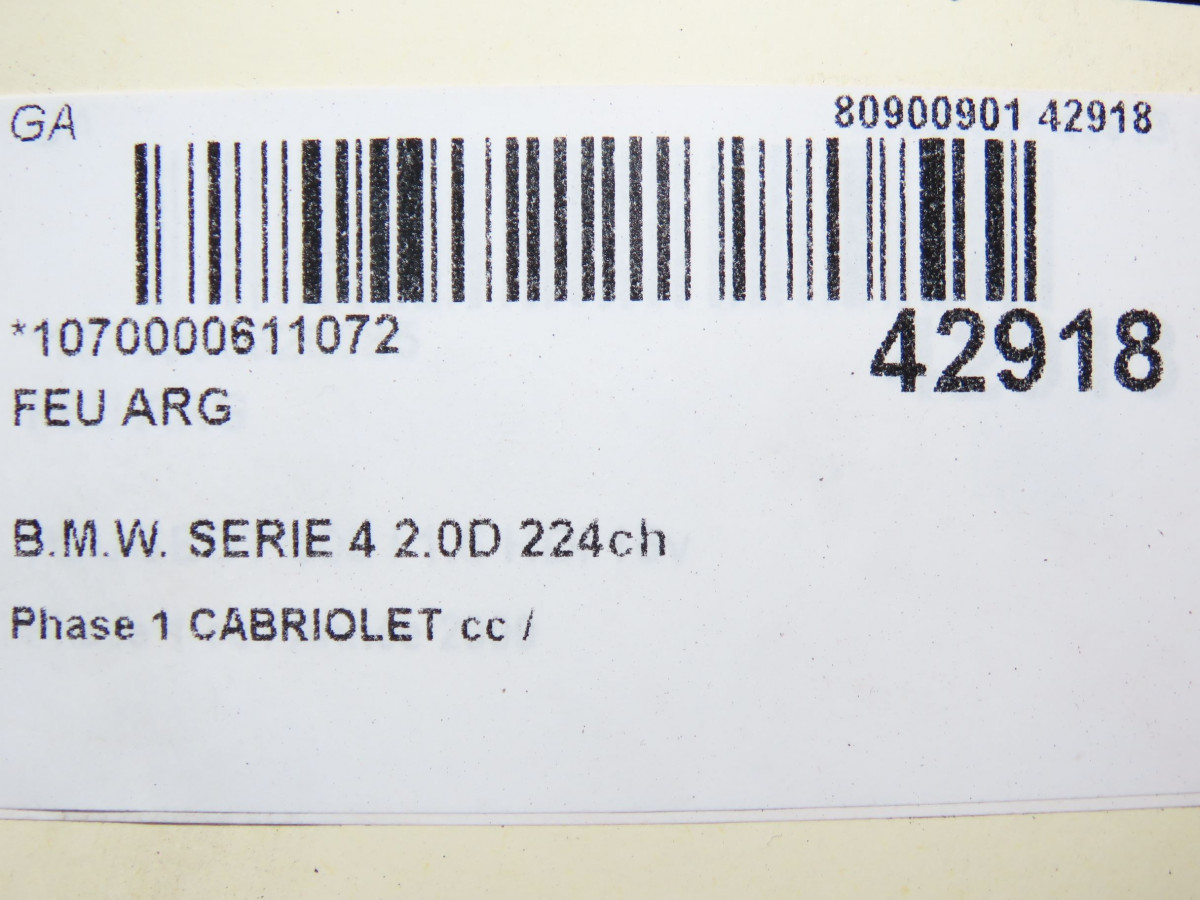 GA
80900901 42918
*1070000611072
42918
FEU ARG
B.M.W. SERIE 4 2.0D 224ch
Phase 1 CABRIOLET cc /